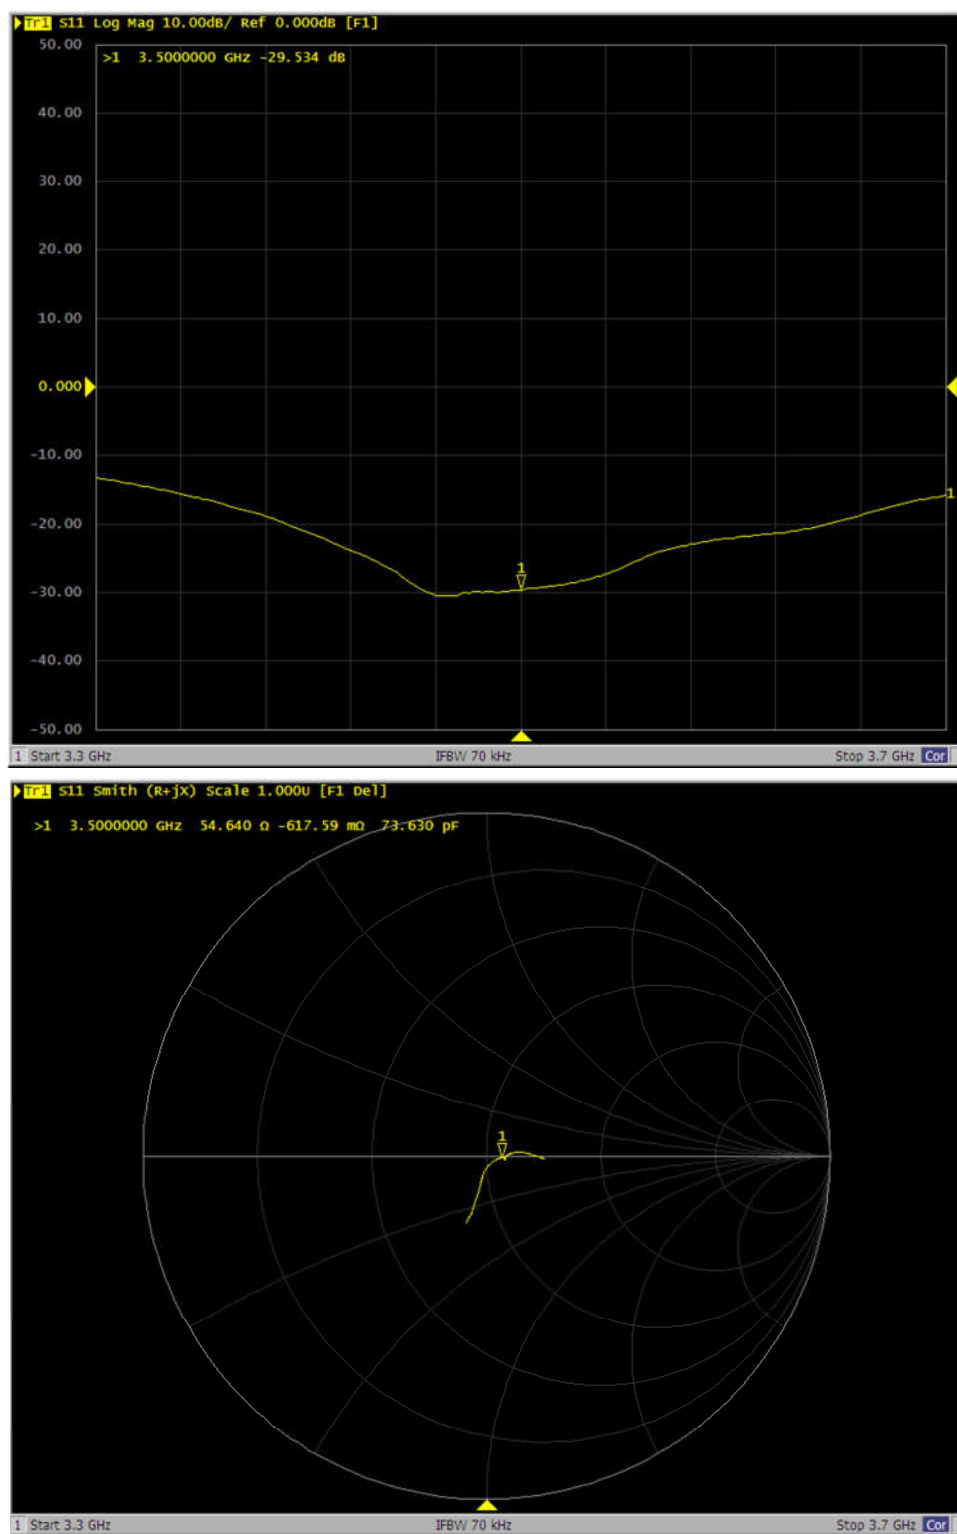 Tr1 S11 Log Mag 10.00dB/ Ref 0.000dB [F1]
50.00
>1 3.5000000 GHz -29.534 dB
40.00
30.00
20.00
10.00
0.000
-10.00
1
-20.00
1
-30.00
-40.00
-50.00
1 Start 3.3 GHz IFBW 70 kHz Stop 3.7 GHz Cor
Tr1 S11 Smith (R+jX) Scale 1.000U [F1 Del]
>1 3.5000000 GHz 54.640 Ω -617.59 mΩ 73.630 pF
1
1 Start 3.3 GHz IFBW 70 kHz Stop 3.7 GHz Cor